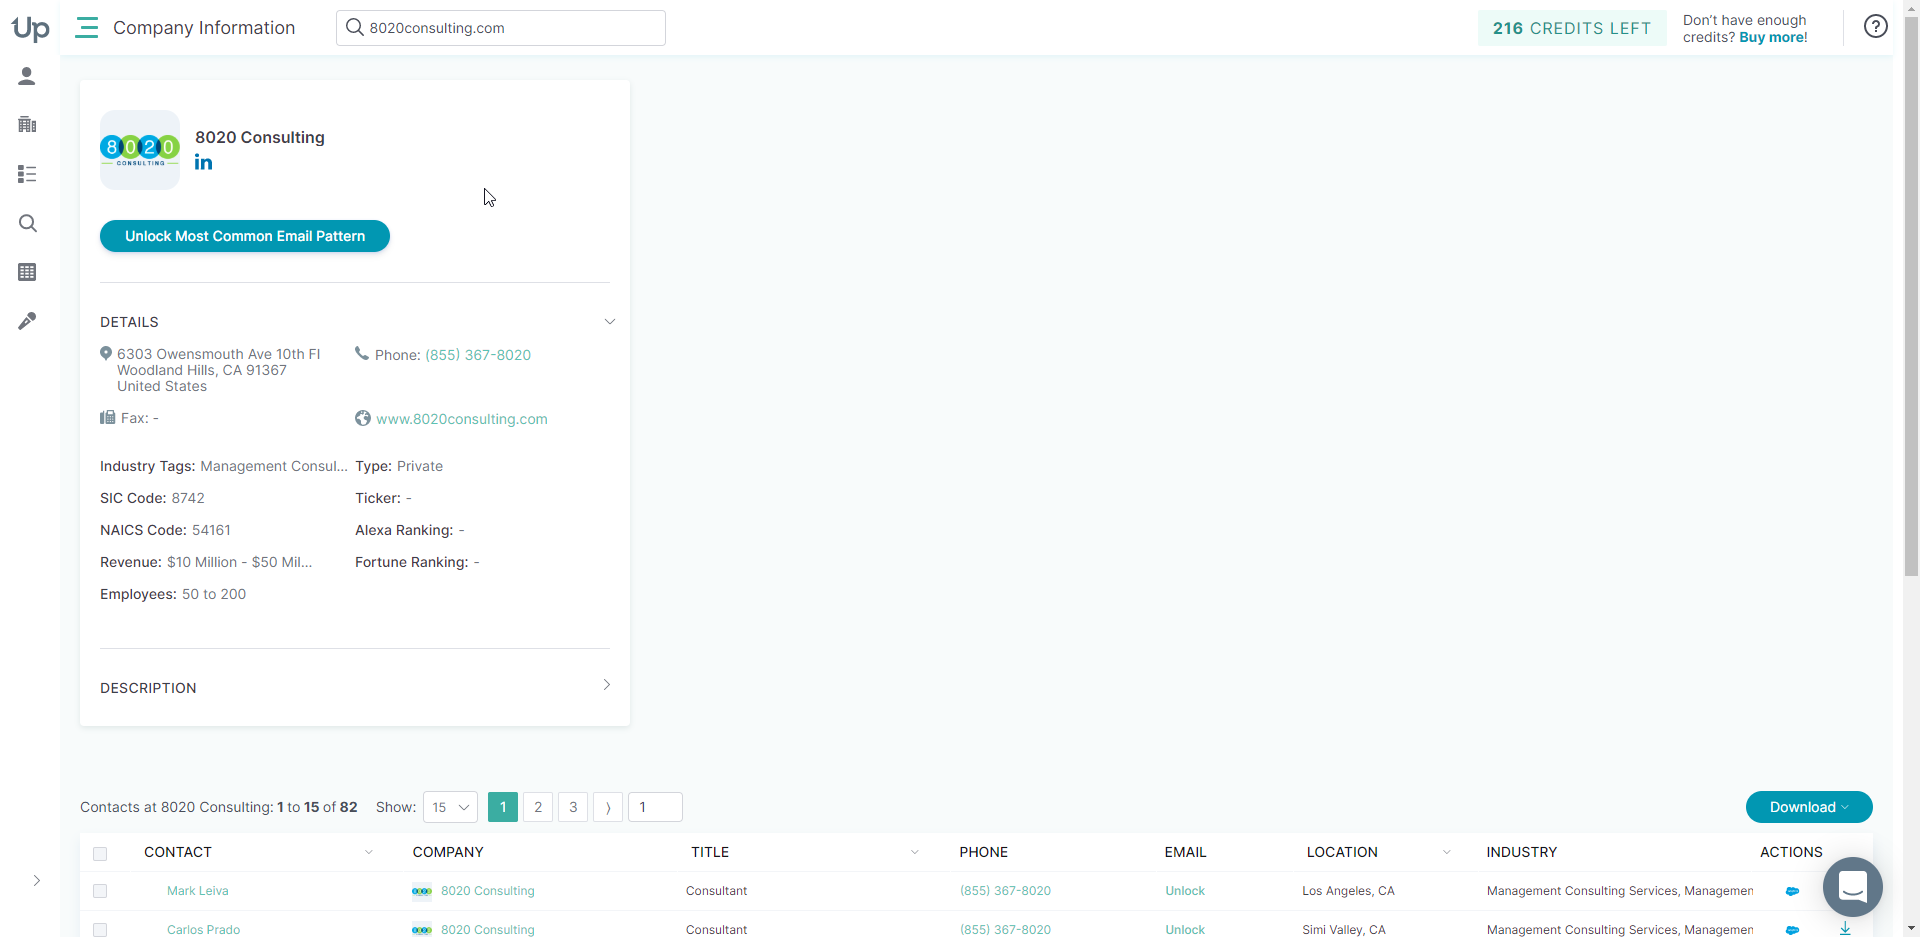 Up
Company Information
8020consulting.com
216 CREDITS LEFT
Don't have enough
credits? Buy more!
8020
CONSULTING
8020 Consulting
in
Unlock Most Common Email Pattern
DETAILS
6303 Owensmouth Ave 10th Fl
Woodland Hills, CA 91367
United States
Phone: (855) 367-8020
Fax: -
www.8020consulting.com
Industry Tags: Management Consul...
Type: Private
SIC Code: 8742
Ticker: -
NAICS Code: 54161
Alexa Ranking: -
Revenue: $10 Million - $50 Mil...
Fortune Ranking: -
Employees: 50 to 200
DESCRIPTION
Contacts at 8020 Consulting: 1 to 15 of 82 Show: 15 1 2 3 ⟩ 1
Download
CONTACT COMPANY TITLE PHONE EMAIL LOCATION INDUSTRY ACTIONS
Mark Leiva 8020 Consulting Consultant (855) 367-8020 Unlock Los Angeles, CA Management Consulting Services, Managemen
Carlos Prado 8020 Consulting Consultant (855) 367-8020 Unlock Simi Valley, CA Management Consulting Services, Managemen